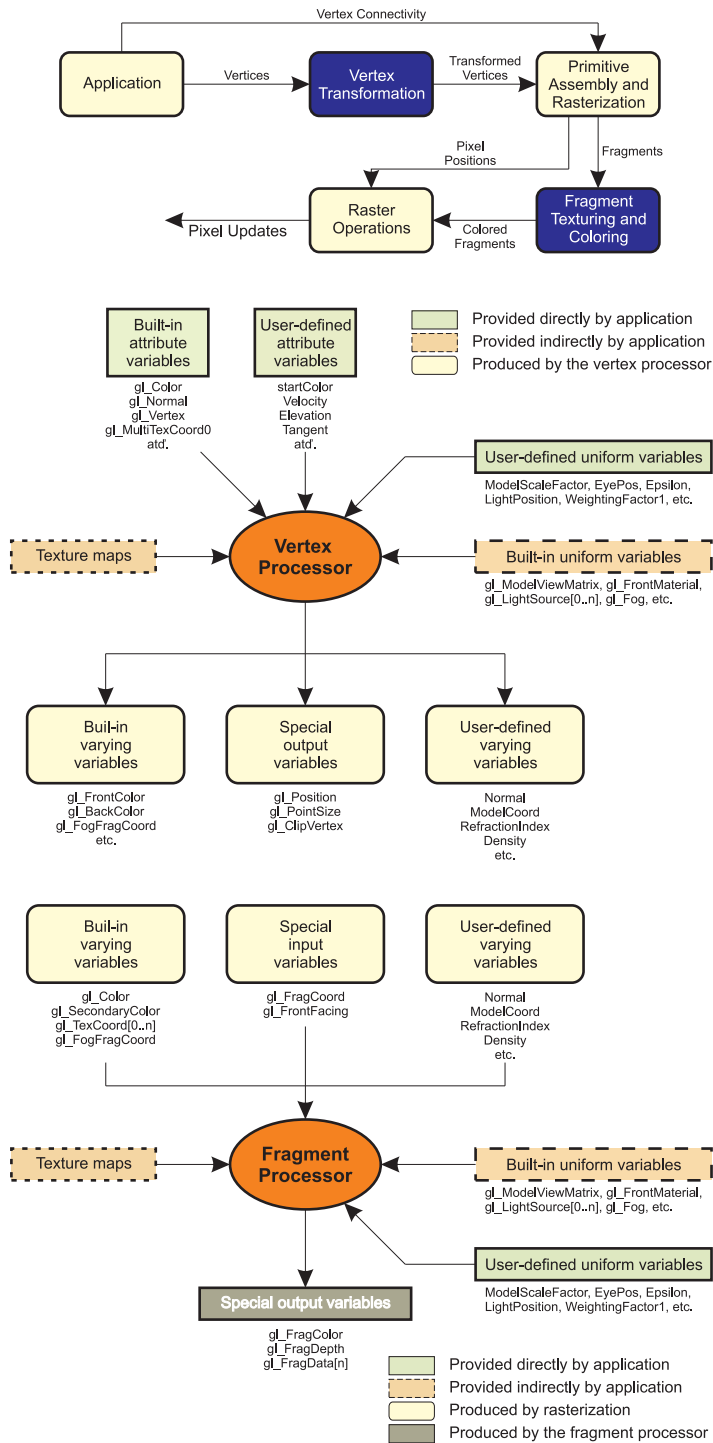 Vertex Connectivity
Application
Vertices
Vertex
Transformation
Transformed
Vertices
Primitive
Assembly and
Rasterization
Pixel
Positions
Fragments
Pixel Updates
Raster
Operations
Colored
Fragments
Fragment
Texturing and
Coloring
Built-in
attribute
variables
gl_Color
gl_Normal
gl_Vertex
gl_MultiTexCoord0
atď.
User-defined
attribute
variables
startColor
Velocity
Elevation
Tangent
atď.
Provided directly by application
Provided indirectly by application
Produced by the vertex processor
User-defined uniform variables
ModelScaleFactor, EyePos, Epsilon,
LightPosition, WeightingFactor1, etc.
Texture maps
Vertex
Processor
Built-in uniform variables
gl_ModelViewMatrix, gl_FrontMaterial,
gl_LightSource[0..n], gl_Fog, etc.
Buil-in
varying
variables
gl_FrontColor
gl_BackColor
gl_FogFragCoord
etc.
Special
output
variables
gl_Position
gl_PointSize
gl_ClipVertex
User-defined
varying
variables
Normal
ModelCoord
RefractionIndex
Density
etc.
Buil-in
varying
variables
gl_Color
gl_SecondaryColor
gl_TexCoord[0..n]
gl_FogFragCoord
Special
input
variables
gl_FragCoord
gl_FrontFacing
User-defined
varying
variables
Normal
ModelCoord
RefractionIndex
Density
etc.
Texture maps
Fragment
Processor
Built-in uniform variables
gl_ModelViewMatrix, gl_FrontMaterial,
gl_LightSource[0..n], gl_Fog, etc.
User-defined uniform variables
ModelScaleFactor, EyePos, Epsilon,
LightPosition, WeightingFactor1, etc.
Special output variables
gl_FragColor
gl_FragDepth
gl_FragData[n]
Provided directly by application
Provided indirectly by application
Produced by rasterization
Produced by the fragment processor